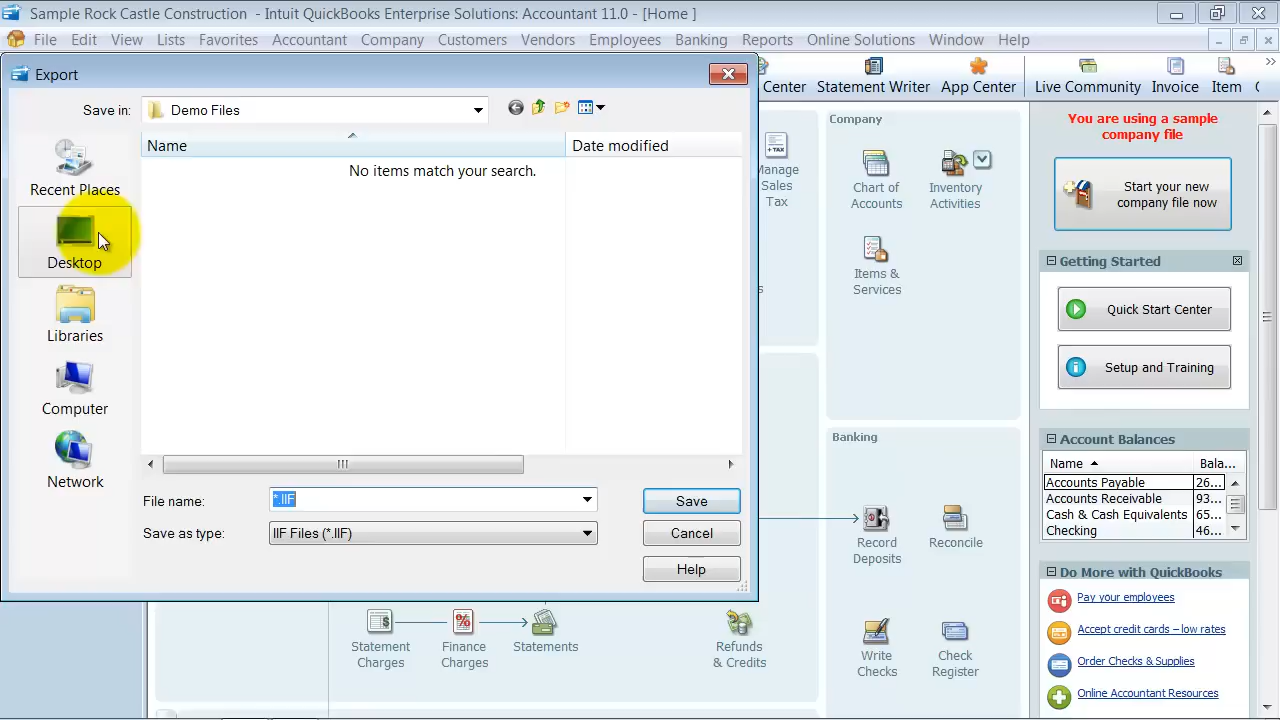 Sample Rock Castle Construction - Intuit QuickBooks Enterprise Solutions: Accountant 11.0 - [Home ]
File Edit View Lists Favorites Accountant Company Customers Vendors Employees Banking Reports Online Solutions Window Help
Center Statement Writer App Center Live Community Invoice Item
Export
Save in: Demo Files
Name Date modified
No items match your search.
Recent Places
Desktop
Libraries
Computer
Network
File name: *.IIF
Save as type: IIF Files (*.IIF)
Save
Cancel
Help
Manage
Sales
Tax
Company
Chart of
Accounts
Inventory
Activities
Items &
Services
Banking
Record
Deposits
Reconcile
Write
Checks
Check
Register
Statement
Charges
Finance
Charges
Statements
Refunds
& Credits
You are using a sample
company file
Start your new
company file now
Getting Started
Quick Start Center
Setup and Training
Account Balances
Name Bala...
Accounts Payable 26...
Accounts Receivable 93...
Cash & Cash Equivalents 65...
Checking 46...
Do More with QuickBooks
Pay your employees
Accept credit cards – low rates
Order Checks & Supplies
Online Accountant Resources